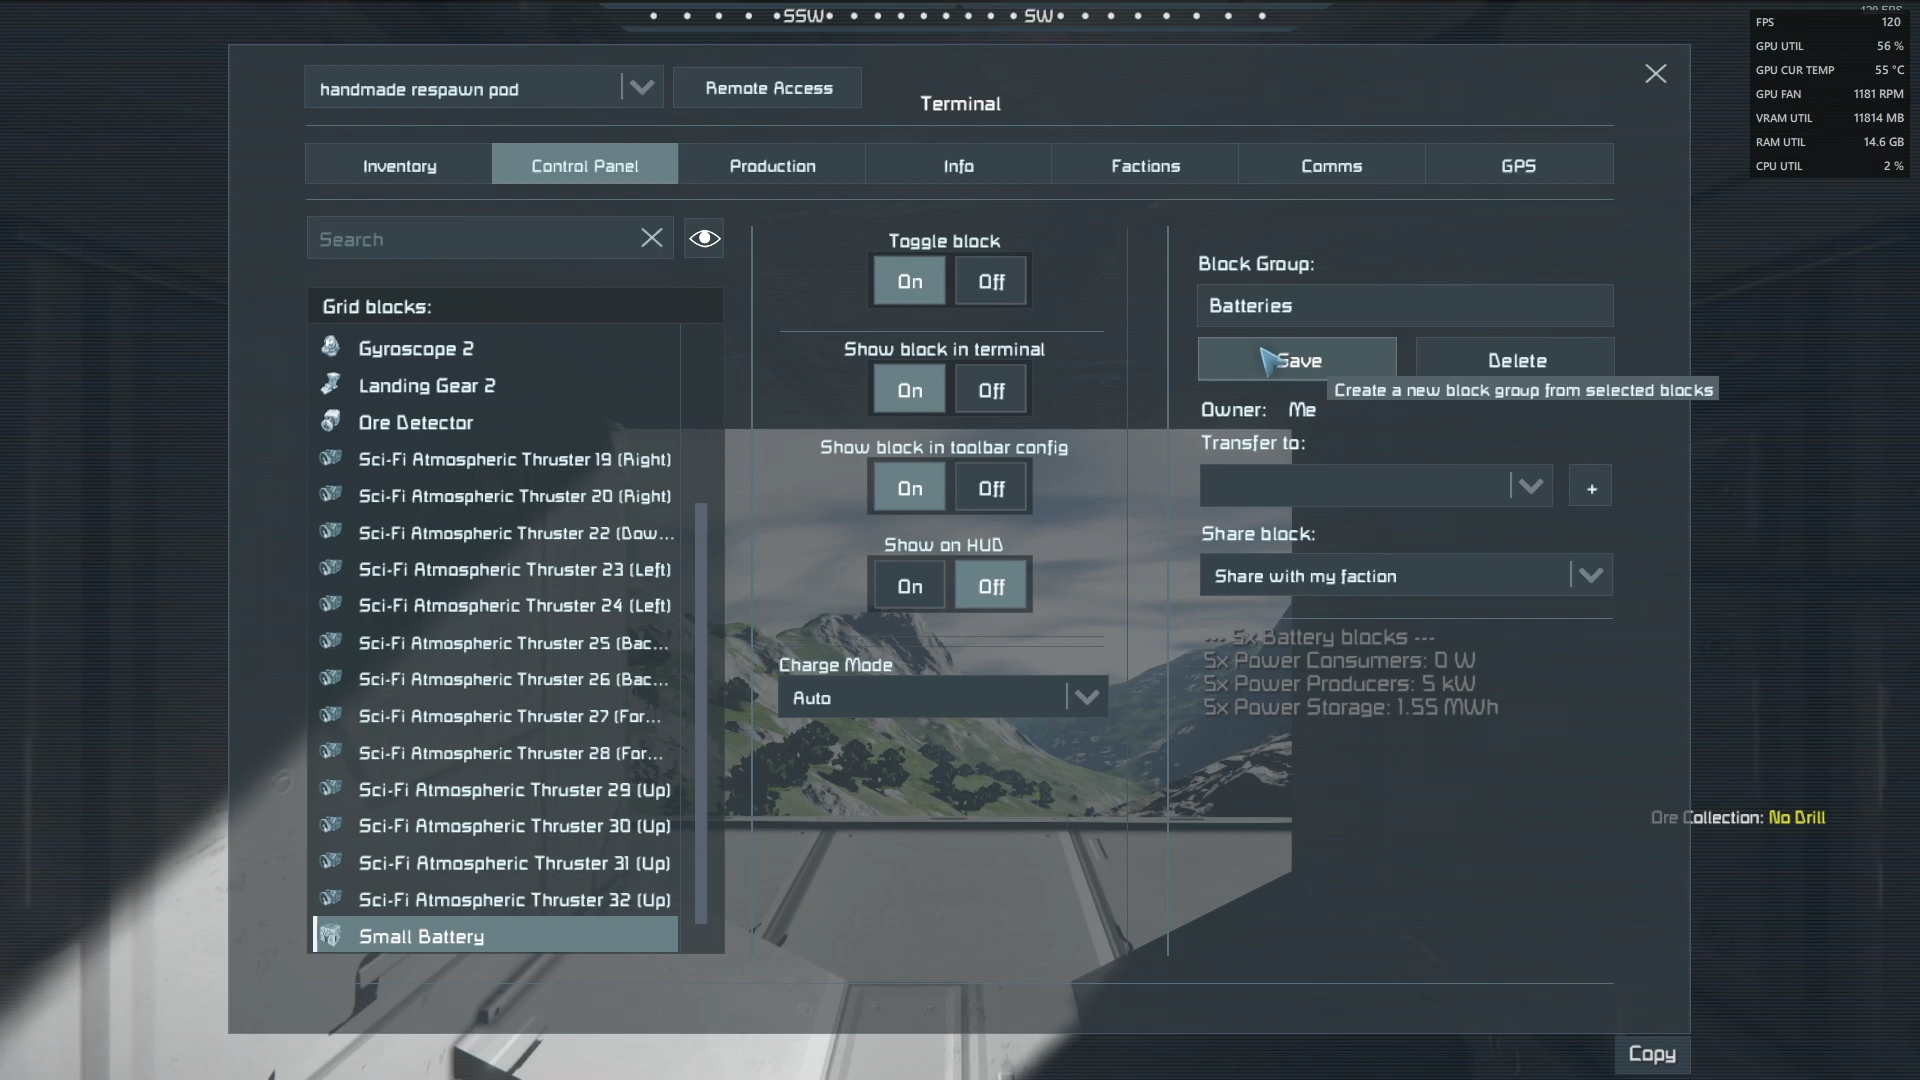 SSW
SW
FPS 120
GPU UTIL 56 %
GPU CUR TEMP 55 °C
GPU FAN 1181 RPM
VRAM UTIL 11814 MB
RAM UTIL 14.6 GB
CPU UTIL 2 %
handmade respawn pod
Remote Access
Terminal
Inventory
Control Panel
Production
Info
Factions
Comms
GPS
Search
Grid blocks:
Gyroscope 2
Landing Gear 2
Ore Detector
Sci-Fi Atmospheric Thruster 19 (Right)
Sci-Fi Atmospheric Thruster 20 (Right)
Sci-Fi Atmospheric Thruster 22 (Dow...
Sci-Fi Atmospheric Thruster 23 (Left)
Sci-Fi Atmospheric Thruster 24 (Left)
Sci-Fi Atmospheric Thruster 25 (Bac...
Sci-Fi Atmospheric Thruster 26 (Bac...
Sci-Fi Atmospheric Thruster 27 (For...
Sci-Fi Atmospheric Thruster 28 (For...
Sci-Fi Atmospheric Thruster 29 (Up)
Sci-Fi Atmospheric Thruster 30 (Up)
Sci-Fi Atmospheric Thruster 31 (Up)
Sci-Fi Atmospheric Thruster 32 (Up)
Small Battery
Toggle block
On Off
Show block in terminal
On Off
Show block in toolbar config
On Off
Show on HUD
On Off
Charge Mode
Auto
Block Group:
Batteries
Save
Delete
Create a new block group from selected blocks
Owner: Me
Transfer to:
+
Share block:
Share with my faction
--- 5x Battery blocks ---
5x Power Consumers: 0 W
5x Power Producers: 5 kW
5x Power Storage: 1.55 MWh
Ore Collection: No Drill
Copy